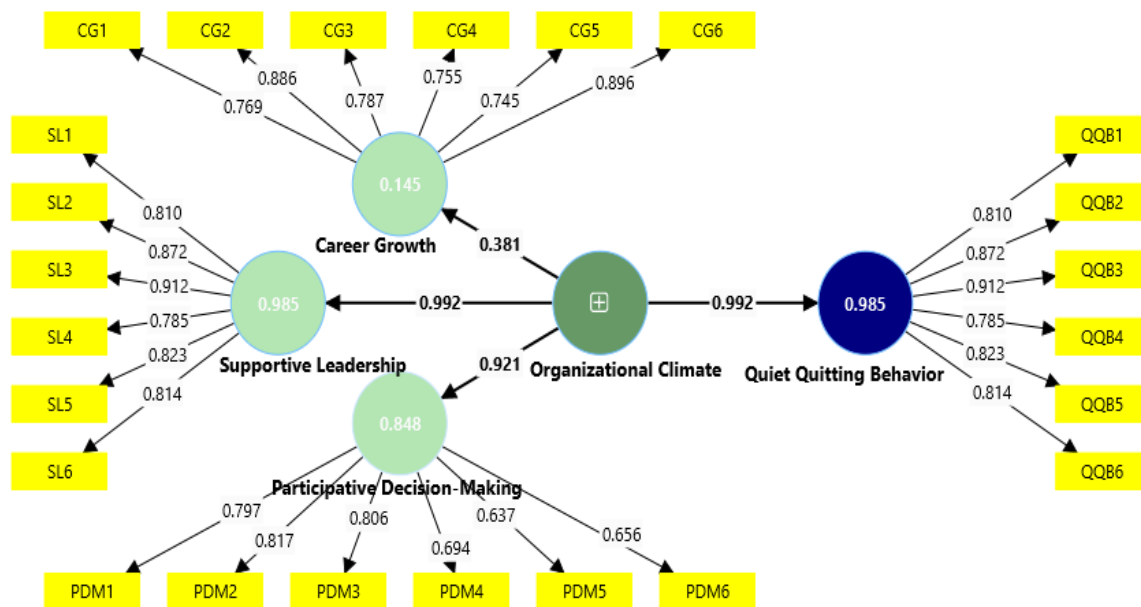 CG1 CG2 CG3 CG4 CG5 CG6
0.769 0.886 0.787 0.755 0.745 0.896
0.145
Career Growth
0.381
SL1
SL2
SL3
SL4
SL5
SL6
0.810
0.872
0.912
0.785
0.823
0.814
0.985
Supportive Leadership
0.992
Organizational Climate
0.992
0.985
Quiet Quitting Behavior
0.810
0.872
0.912
0.785
0.823
0.814
QQB1
QQB2
QQB3
QQB4
QQB5
QQB6
0.921
0.848
Participative Decision-Making
0.797 0.817 0.806 0.694 0.637 0.656
PDM1 PDM2 PDM3 PDM4 PDM5 PDM6